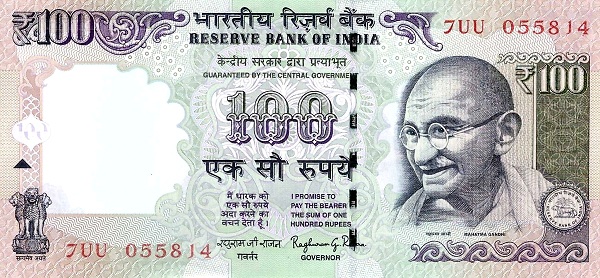 ₹100
भारतीय रिज़र्व बैंक
7UU 055814
RESERVE BANK OF INDIA
केन्द्रीय सरकार द्वारा प्रत्याभूत
GUARANTEED BY THE CENTRAL GOVERNMENT
₹100
100
एक सौ रुपये
मैं धारक को
एक सौ रुपये
अदा करने का
वचन देता हूँ।
I PROMISE TO
PAY THE BEARER
THE SUM OF ONE
HUNDRED RUPEES
रघुराम जी राजन
Raghuram G. Rajan
गवर्नर
GOVERNOR
महात्मा गांधी
MAHATMA GANDHI
सत्यमेव जयते
7UU 055814